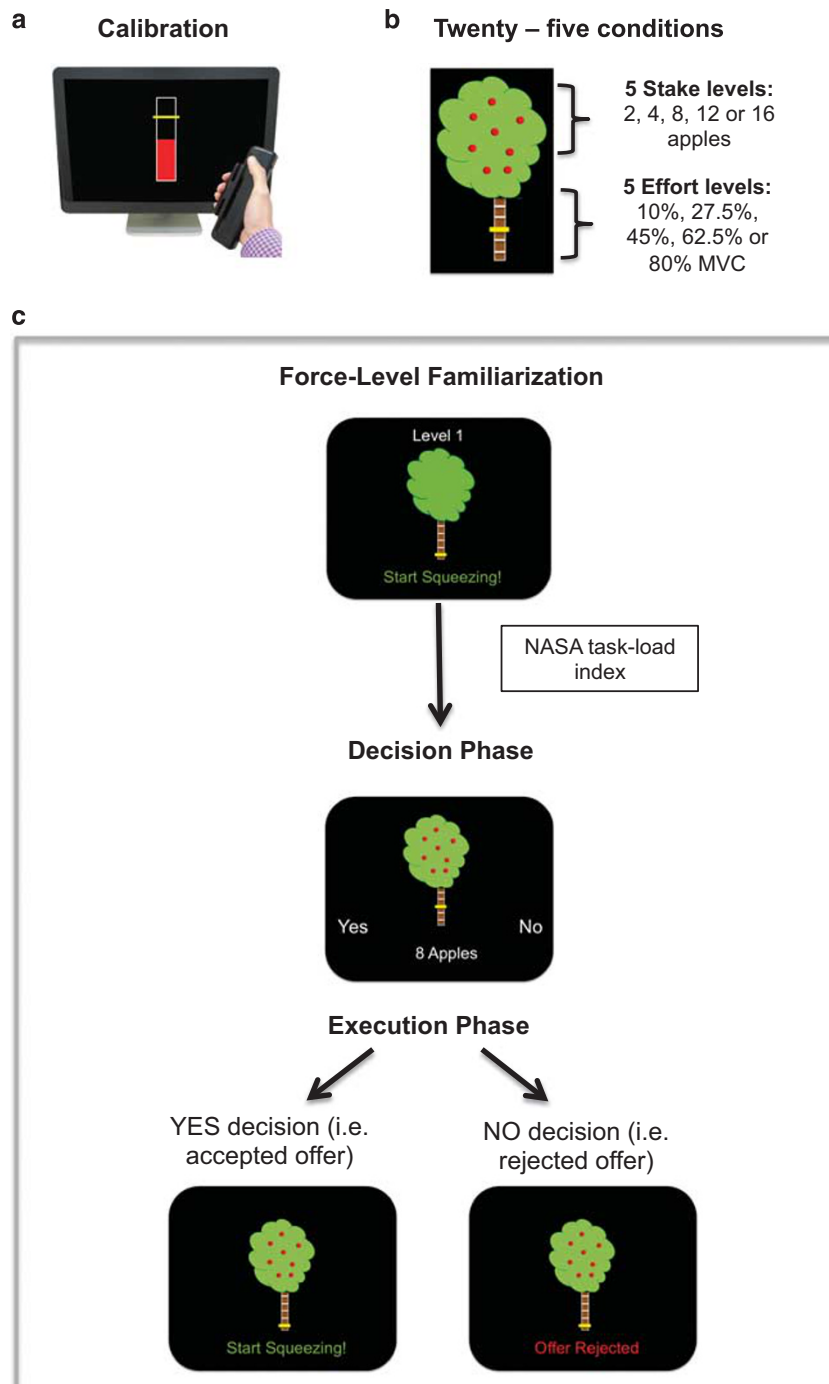 a
Calibration
b
Twenty – five conditions
5 Stake levels:
2, 4, 8, 12 or 16
apples
5 Effort levels:
10%, 27.5%,
45%, 62.5% or
80% MVC
c
Force-Level Familiarization
Level 1
Start Squeezing!
NASA task-load
index
Decision Phase
Yes
No
8 Apples
Execution Phase
YES decision (i.e.
accepted offer)
NO decision (i.e.
rejected offer)
Start Squeezing!
Offer Rejected